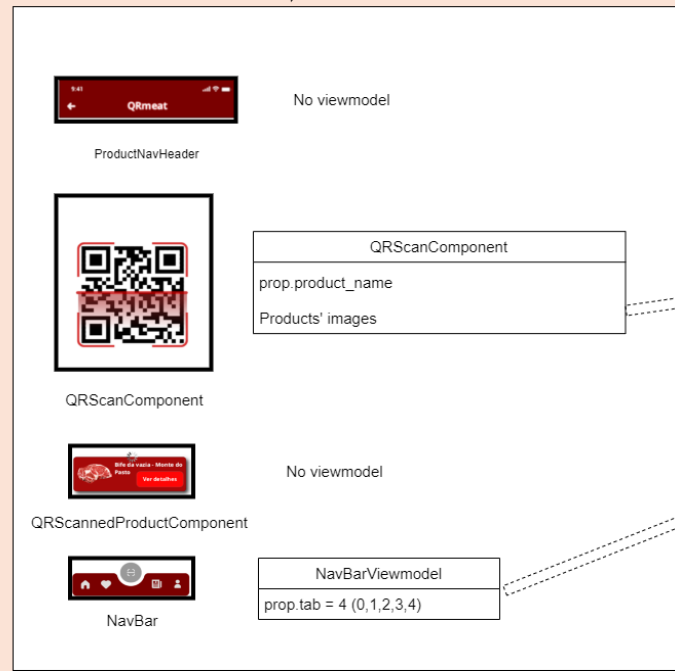 9:41
QRmeat
No viewmodel
ProductNavHeader
QRScanComponent
prop.product_name
Products' images
QRScanComponent
Bife da vazia - Monte do
Pasto
Ver detalhes
No viewmodel
QRScannedProductComponent
NavBarViewmodel
prop.tab = 4 (0,1,2,3,4)
NavBar